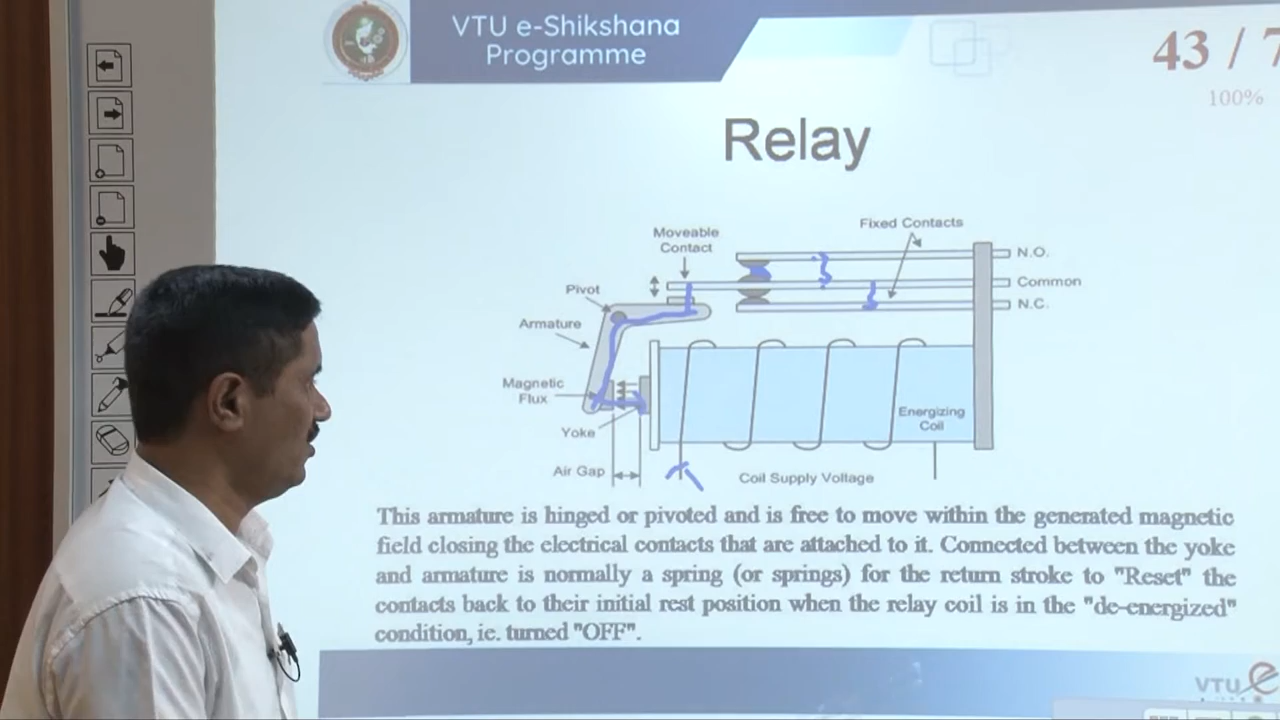 VTU e-Shikshana
Programme
43 / 7
100%
Relay
Fixed Contacts
Moveable
Contact
N.O.
Common
N.C.
Pivot
Armature
Magnetic
Flux
Energizing
Coil
Yoke
Air Gap
Coil Supply Voltage
This armature is hinged or pivoted and is free to move within the generated magnetic
field closing the electrical contacts that are attached to it. Connected between the yoke
and armature is normally a spring (or springs) for the return stroke to "Reset" the
contacts back to their initial rest position when the relay coil is in the "de-energized"
condition, ie. turned "OFF".
VTU e